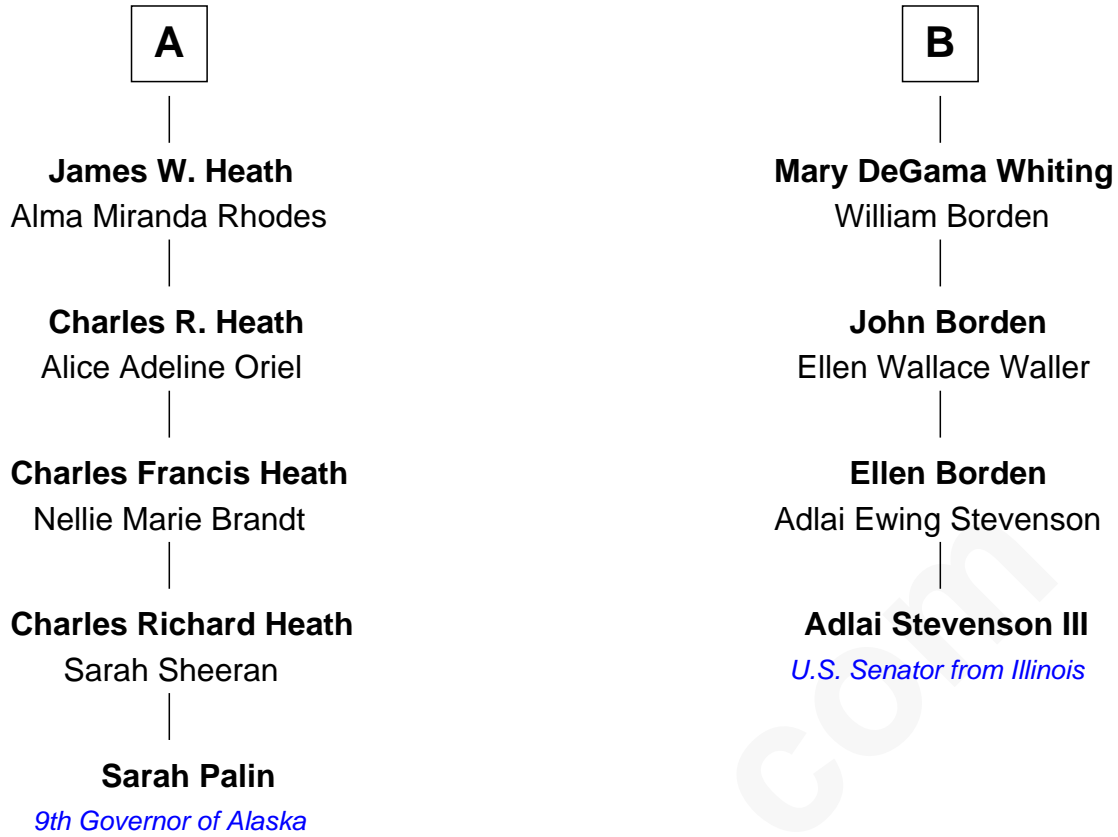 A
James W. Heath
Alma Miranda Rhodes
Charles R. Heath
Alice Adeline Oriel
Charles Francis Heath
Nellie Marie Brandt
Charles Richard Heath
Sarah Sheeran
Sarah Palin
9th Governor of Alaska
B
Mary DeGama Whiting
William Borden
John Borden
Ellen Wallace Waller
Ellen Borden
Adlai Ewing Stevenson
Adlai Stevenson III
U.S. Senator from Illinois
com